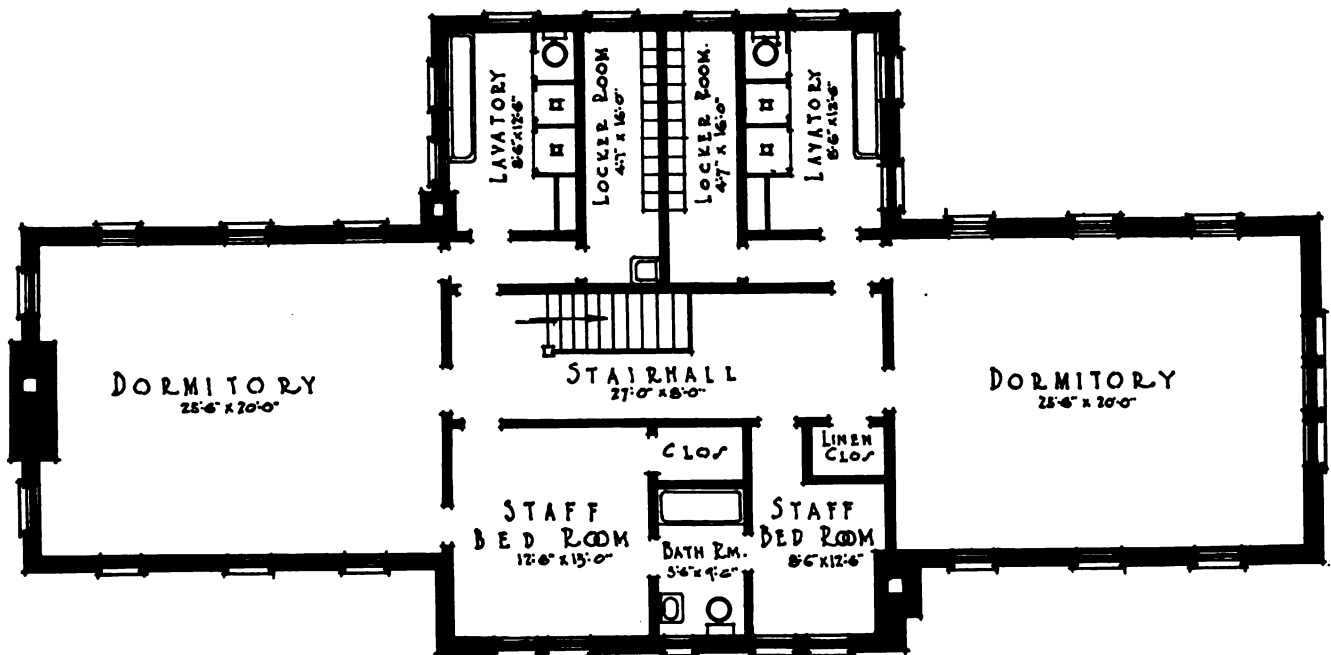 LAVATORY
8'-6" x 12'-6"
LOCKER ROOM
4'-7" x 16'-0"
LOCKER ROOM.
4'-7" x 16'-0"
LAVATORY
8'-6" x 12'-6"
DORMITORY
25'-6" x 20'-0"
STAIRHALL
27'-0" x 8'-0"
DORMITORY
25'-6" x 20'-0"
CLOS
LINEN
CLOS
STAFF
BED ROOM
12'-6" x 15'-0"
BATH RM.
5'-6" x 9'-6"
STAFF
BED ROOM
8'-6" x 12'-6"